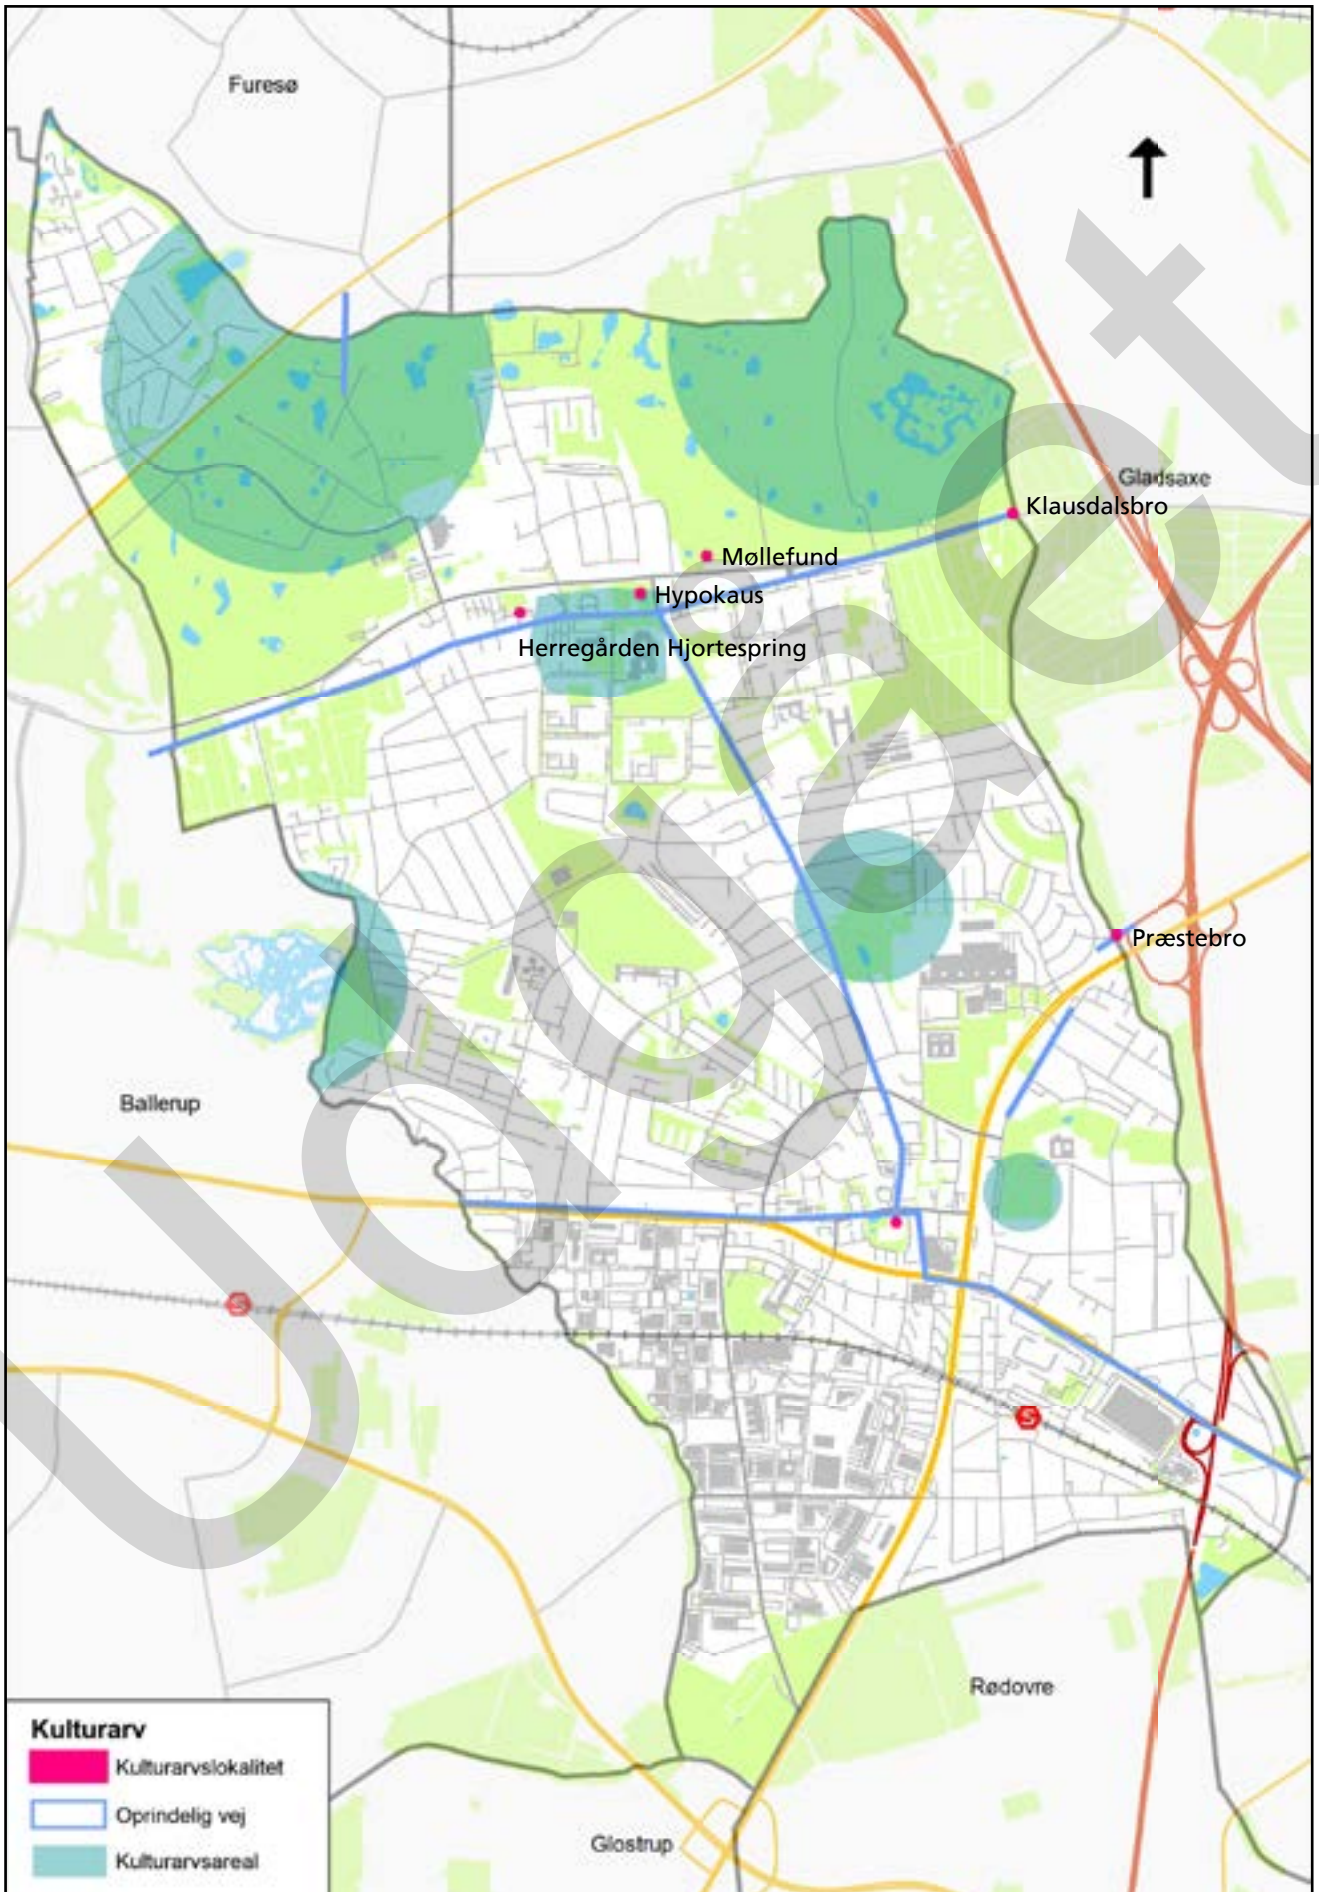 Furesø
Gladsaxe
Klausdalsbro
Møllefund
Hypokaus
Herregården Hjortespring
Præstebro
Ballerup
S
S
Rødovre
Glostrup
Kulturarv
Kulturarvslokalitet
Oprindelig vej
Kulturarvsareal
Udgået